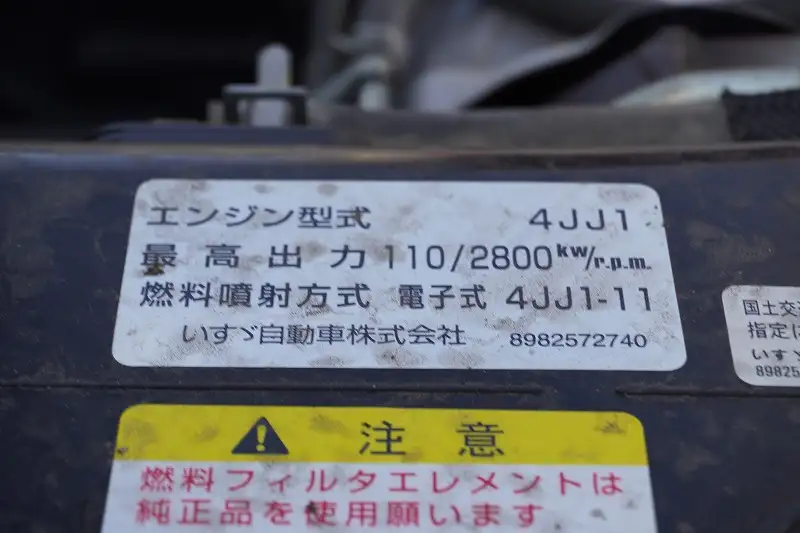 エンジン型式 4JJ1
最高出力 110/2800kw/r.p.m.
燃料噴射方式 電子式 4JJ1-11
いすゞ自動車株式会社 8982572740
国土交
指定に
いすゞ
89825
注意
燃料フィルタエレメントは
純正品を使用願います